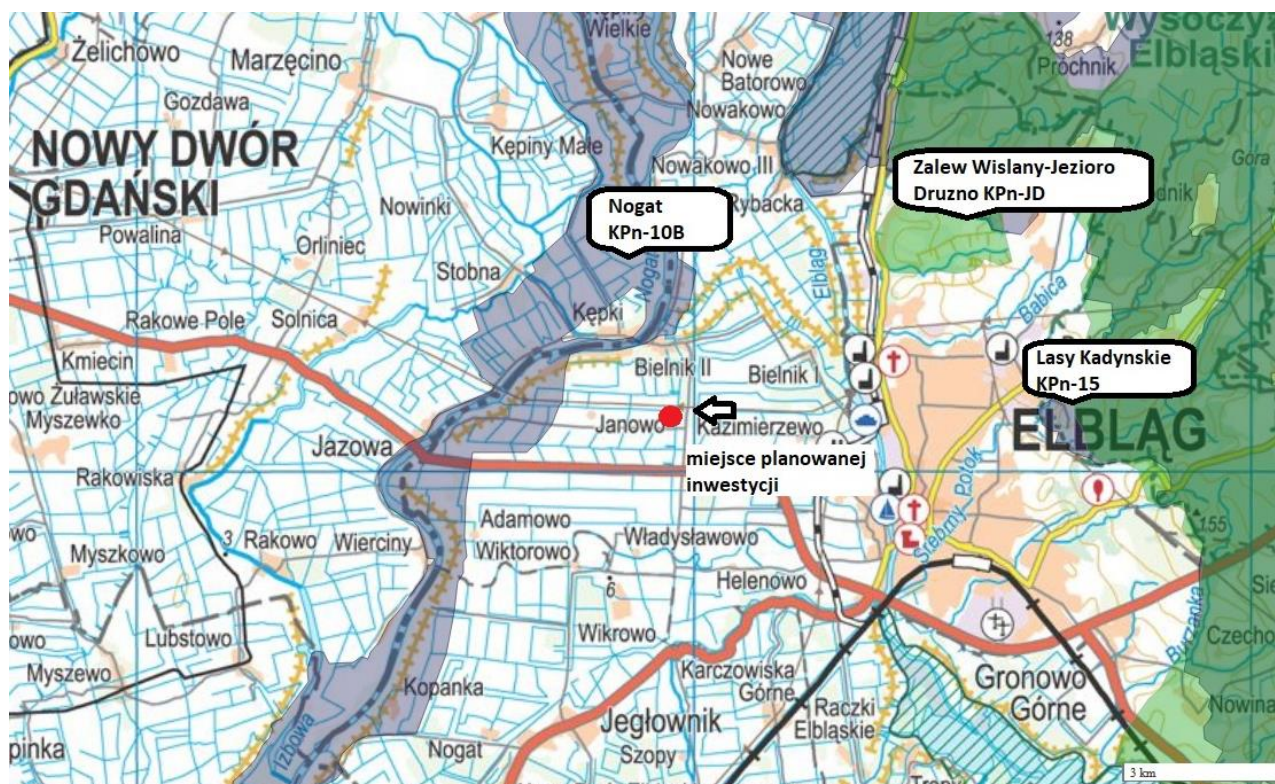 Żelichowo
Marzęcino
Wielkie
Nowe
Batorowo
Nowakowo
138
Próchnik
Elbląski
Gozdawa
Kępiny Małe
NOWY DWÓR
GDAŃSKI
Nowakowo III
Zalew Wislany-Jezioro
Druzno KPn-JD
Góra
Nowinki
Nogat
KPn-10B
Rybacka
Powalina
Orliniec
Stobna
Nogat
Elbląg
Babica
Rakowe Pole
Solnica
Kępki
Kmiecin
Bielnik II
Bielnik I
Lasy Kadynskie
KPn-15
owo Żuławskie
Myszewko
Jazowa
Janowo
Kazimierzewo
ELBLĄG
miejsce planowanej
inwestycji
Rakowiska
Srebrny Potok
155
Adamowo
Myszkowo
3
Rakowo
Wierciny
Wiktorowo
Władysławowo
6
Helenowo
Lubstowo
Wikrowo
Burzanka
Czecho
Myszewo
Karczowiska
Górne
Gronowo
Górne
Kopanka
Raczki
Elbląskie
Nowina
Izbowa
Jegłownik
Nogat
Szopy
3 km